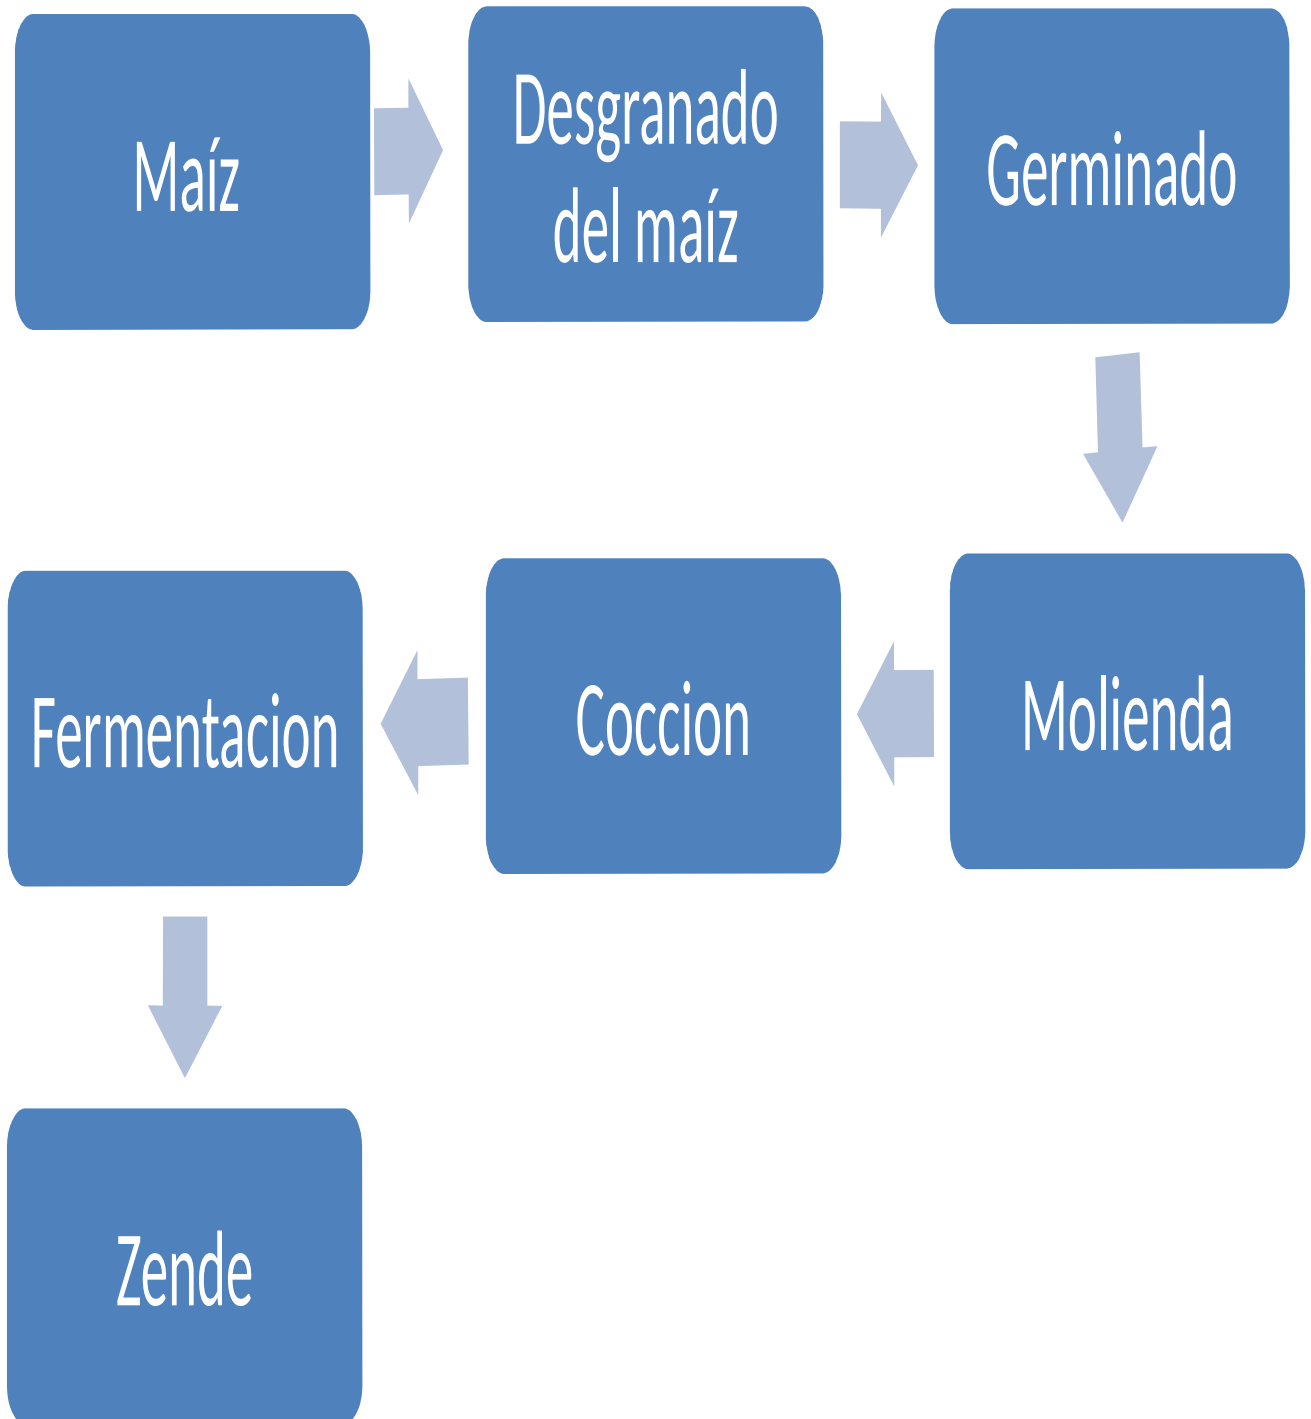 Maíz
Desgranado
del maíz
Germinado
Molienda
Coccion
Fermentacion
Zende